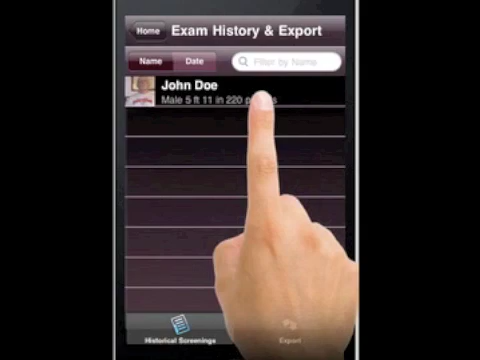 Home Exam History & Export
Name Date Filter by Name
John Doe
Male 5 ft 11 in 220
Historical Screenings Export